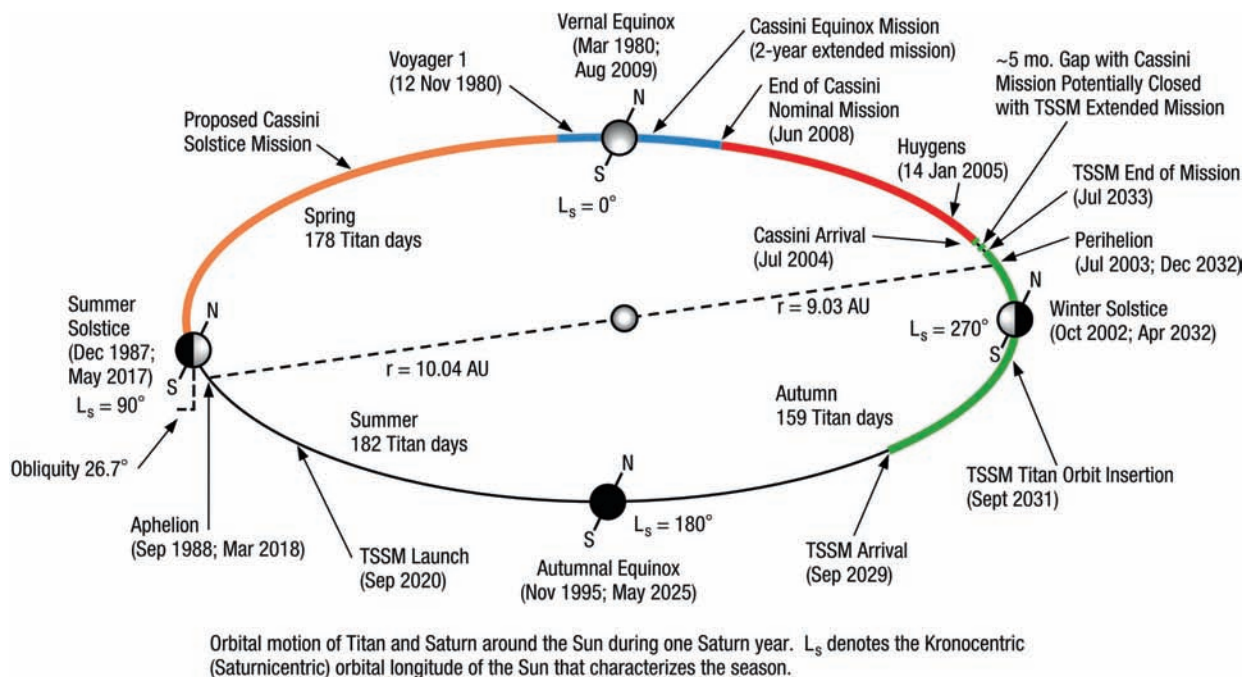 Vernal Equinox
(Mar 1980;
Aug 2009)
Cassini Equinox Mission
(2-year extended mission)
~5 mo. Gap with Cassini
Mission Potentially Closed
with TSSM Extended Mission
Voyager 1
(12 Nov 1980)
End of Cassini
Nominal Mission
(Jun 2008)
Proposed Cassini
Solstice Mission
N
S
Huygens
(14 Jan 2005)
TSSM End of Mission
(Jul 2033)
Ls = 0°
Spring
178 Titan days
Cassini Arrival
(Jul 2004)
Perihelion
(Jul 2003; Dec 2032)
Summer
Solstice
(Dec 1987;
May 2017)
N
S
Ls = 90°
r = 9.03 AU
Ls = 270°
N
S
Winter Solstice
(Oct 2002; Apr 2032)
r = 10.04 AU
Obliquity 26.7°
Summer
182 Titan days
Autumn
159 Titan days
N
S
Ls = 180°
TSSM Titan Orbit Insertion
(Sept 2031)
Aphelion
(Sep 1988; Mar 2018)
TSSM Launch
(Sep 2020)
Autumnal Equinox
(Nov 1995; May 2025)
TSSM Arrival
(Sep 2029)
Orbital motion of Titan and Saturn around the Sun during one Saturn year. Ls denotes the Kronocentric
(Saturnicentric) orbital longitude of the Sun that characterizes the season.